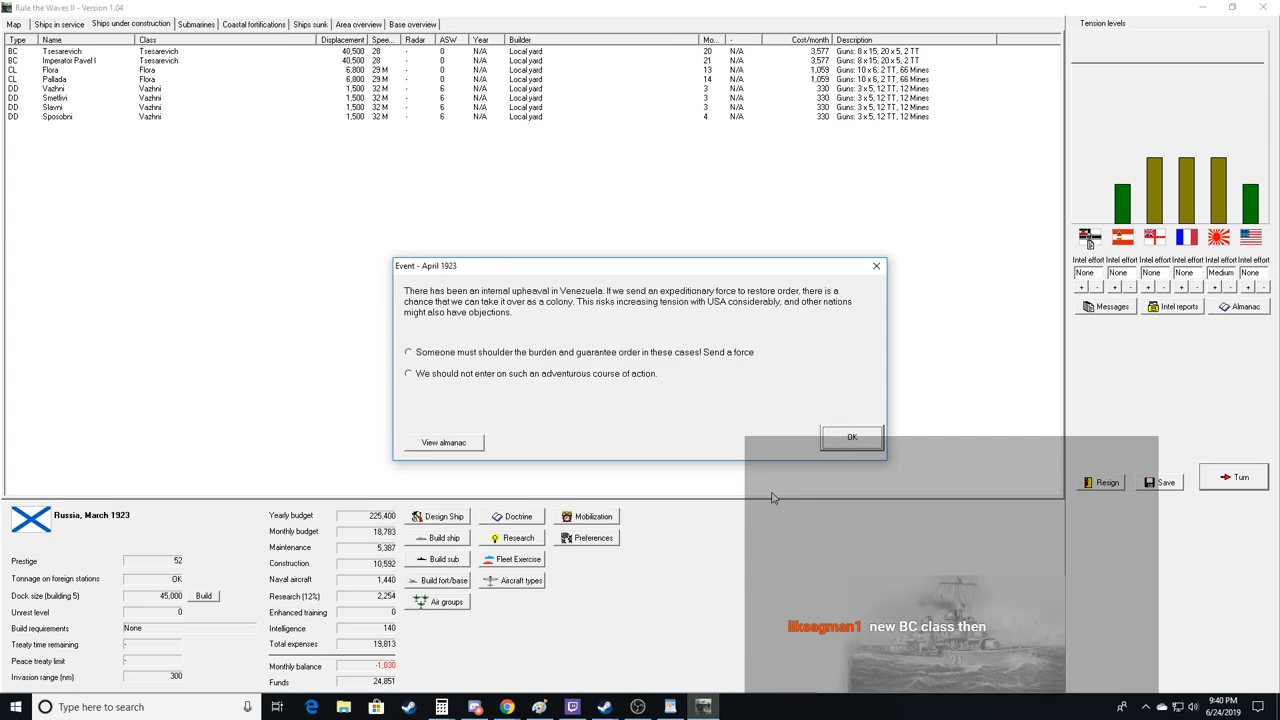 Rule the Waves II - Version 1.04
Map Ships in service Ships under construction Submarines Coastal fortifications Ships sunk Area overview Base overview
Type Name Class Displacement Spee... Radar ASW Year Builder Mo... - Cost/month Description
BC Tsesarevich Tsesarevich 40,500 28 - 0 N/A Local yard 20 N/A 3,577 Guns: 8 x 15, 20 x 5, 2 TT
BC Imperator Pavel I Tsesarevich 40,500 28 - 0 N/A Local yard 21 N/A 3,577 Guns: 8 x 15, 20 x 5, 2 TT
CL Flora Flora 6,800 29 M - 0 N/A Local yard 13 N/A 1,059 Guns: 10 x 6, 2 TT, 66 Mines
CL Pallada Flora 6,800 29 M - 0 N/A Local yard 14 N/A 1,059 Guns: 10 x 6, 2 TT, 66 Mines
DD Vazhni Vazhni 1,500 32 M - 6 N/A Local yard 3 N/A 330 Guns: 3 x 5, 12 TT, 12 Mines
DD Smetlivi Vazhni 1,500 32 M - 6 N/A Local yard 3 N/A 330 Guns: 3 x 5, 12 TT, 12 Mines
DD Slavni Vazhni 1,500 32 M - 6 N/A Local yard 3 N/A 330 Guns: 3 x 5, 12 TT, 12 Mines
DD Sposobni Vazhni 1,500 32 M - 6 N/A Local yard 4 N/A 330 Guns: 3 x 5, 12 TT, 12 Mines
Tension levels
Intel effort Intel effort Intel effort Intel effort Intel effort Intel effort
None None None None Medium None
+ - + - + - + - + - + -
Messages Intel reports Almanac
Event - April 1923
There has been an internal upheaval in Venezuela. If we send an expeditionary force to restore order, there is a
chance that we can take it over as a colony. This risks increasing tension with USA considerably, and other nations
might also have objections.
Someone must shoulder the burden and guarantee order in these cases! Send a force
We should not enter on such an adventurous course of action.
View almanac OK
Resign Save Turn
Russia, March 1923
Prestige 52
Tonnage on foreign stations OK
Dock size (building 5) 45,000 Build
Unrest level 0
Build requirements None
Treaty time remaining -
Peace treaty limit -
Invasion range (nm) 300
Yearly budget 225,400
Monthly budget 18,783
Maintenance 5,387
Construction 10,592
Naval aircraft 1,440
Research (12%) 2,254
Enhanced training 0
Intelligence 140
Total expenses 19,813
Monthly balance -1,030
Funds 24,851
Design Ship Doctrine Mobilization
Build ship Research Preferences
Build sub Fleet Exercise
Build fort/base Aircraft types
Air groups
likeagman1 new BC class then
21
Type here to search
9:40 PM
6/24/2019